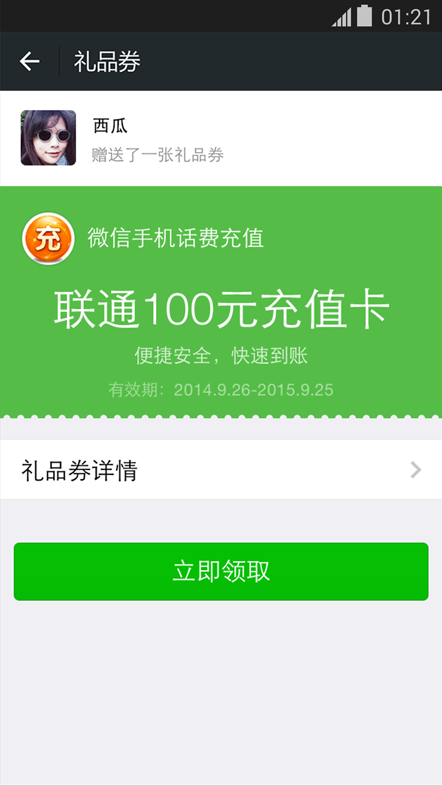 01:21
礼品券
西瓜
赠送了一张礼品券
充
微信手机话费充值
联通100元充值卡
便捷安全，快速到账
有效期：2014.9.26-2015.9.25
礼品券详情
立即领取